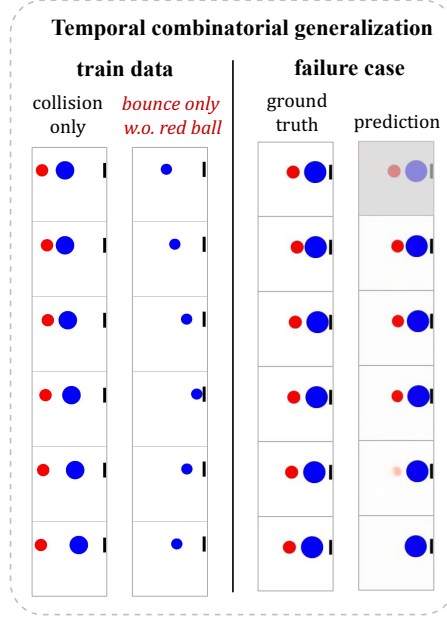 Temporal combinatorial generalization
train data
collision
only
bounce only
w.o. red ball
failure case
ground
truth
prediction